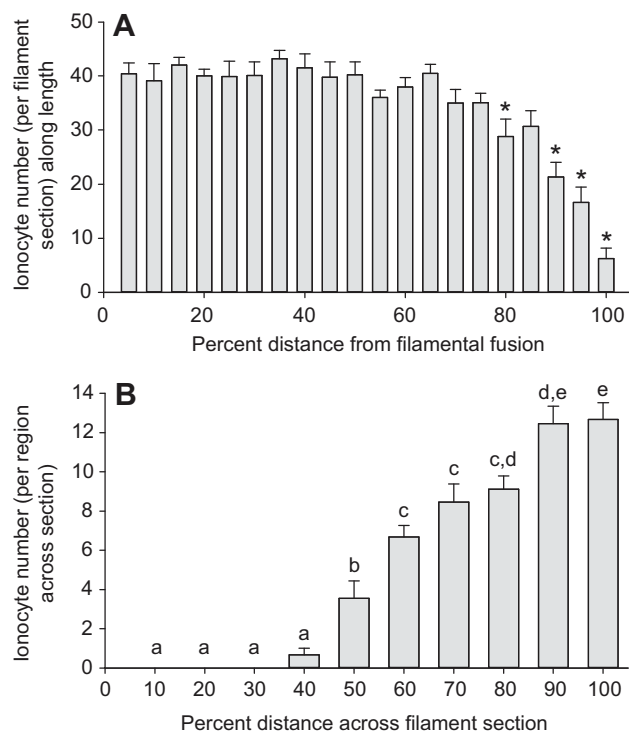 A
Ionocyte number (per filament
section) along length
50
40
30
20
10
0
* * * *
0 20 40 60 80 100
Percent distance from filamental fusion
B
Ionocyte number (per region
across section)
14
12
10
8
6
4
2
0
a a a a b c c c,d d,e e
10 20 30 40 50 60 70 80 90 100
Percent distance across filament section